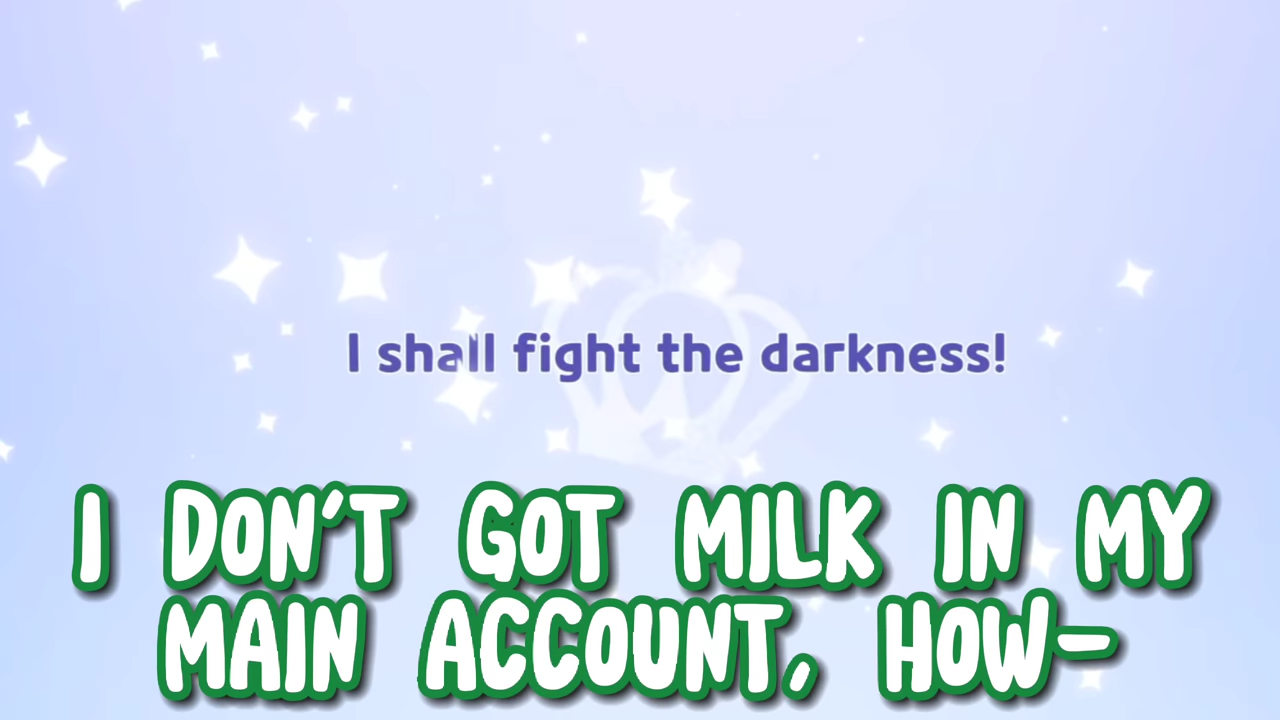 I shall fight the darkness!
I DON'T GOT MILK IN MY
MAIN ACCOUNT, HOW-